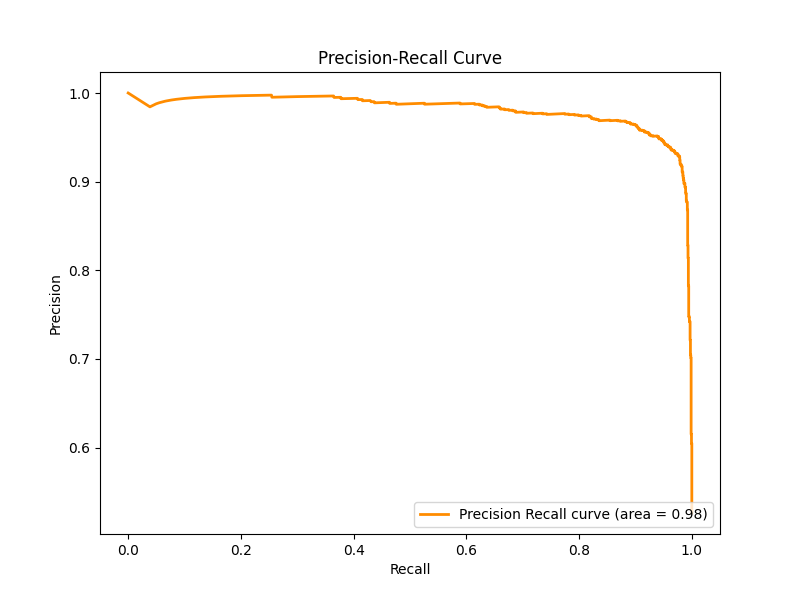 Precision-Recall Curve
1.0
0.9
0.8
0.7
0.6
Precision
Precision Recall curve (area = 0.98)
0.0 0.2 0.4 0.6 0.8 1.0
Recall